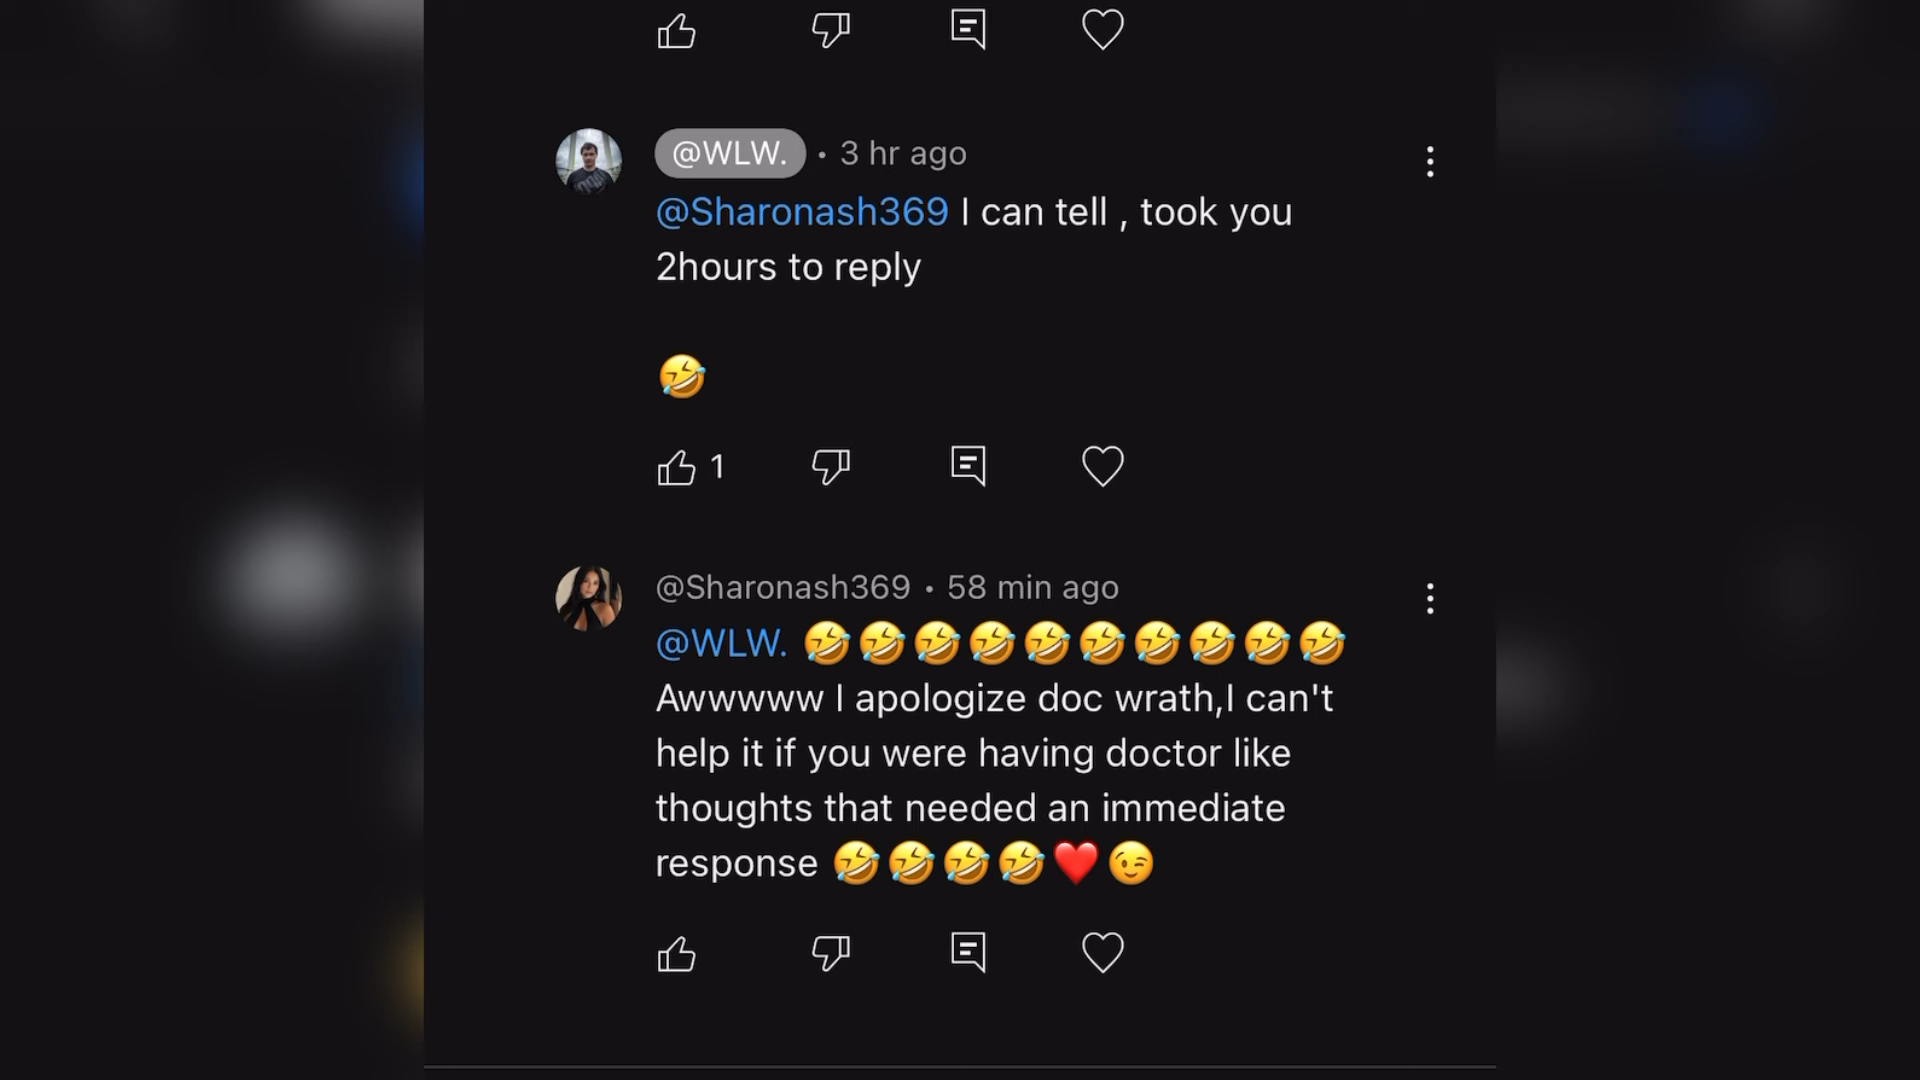 @WLW. • 3 hr ago
@Sharonash369 I can tell , took you
2hours to reply
🤣
1
@Sharonash369 • 58 min ago
@WLW. 🤣🤣🤣🤣🤣🤣🤣🤣🤣🤣
Awwwww I apologize doc wrath,I can't
help it if you were having doctor like
thoughts that needed an immediate
response 🤣🤣🤣🤣❤️😉